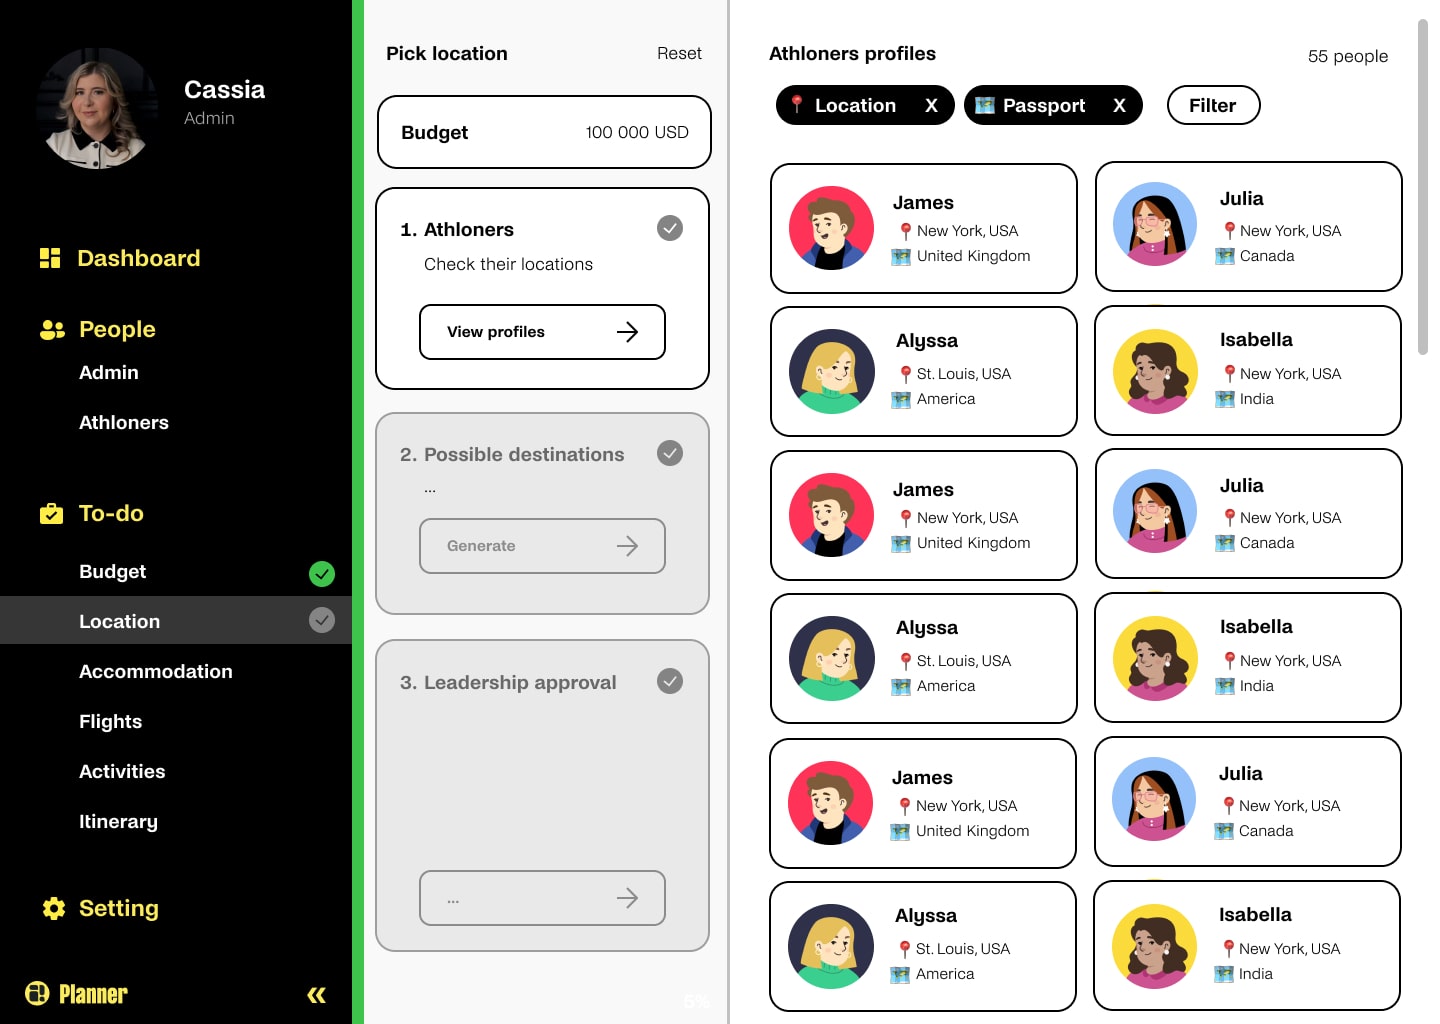 Cassia
Admin
Dashboard
People
Admin
Athloners
To-do
Budget
Location
Accommodation
Flights
Activities
Itinerary
Setting
Planner
Pick location
Reset
Budget
100 000 USD
1. Athloners
Check their locations
View profiles
2. Possible destinations
...
Generate
3. Leadership approval
...
5%
Athloners profiles
55 people
Location X
Passport X
Filter
James
New York, USA
United Kingdom
Julia
New York, USA
Canada
Alyssa
St. Louis, USA
America
Isabella
New York, USA
India
James
New York, USA
United Kingdom
Julia
New York, USA
Canada
Alyssa
St. Louis, USA
America
Isabella
New York, USA
India
James
New York, USA
United Kingdom
Julia
New York, USA
Canada
Alyssa
St. Louis, USA
America
Isabella
New York, USA
India